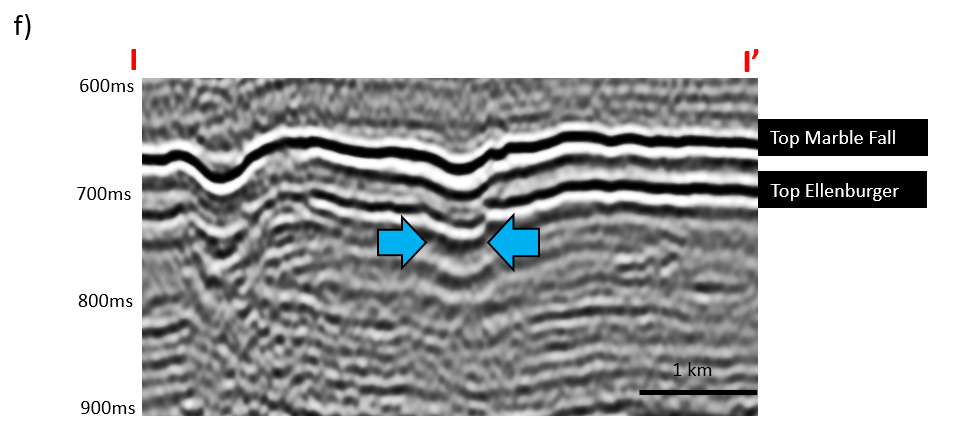 f)
I
I’
600ms
Top Marble Fall
Top Ellenburger
700ms
800ms
1 km
900ms